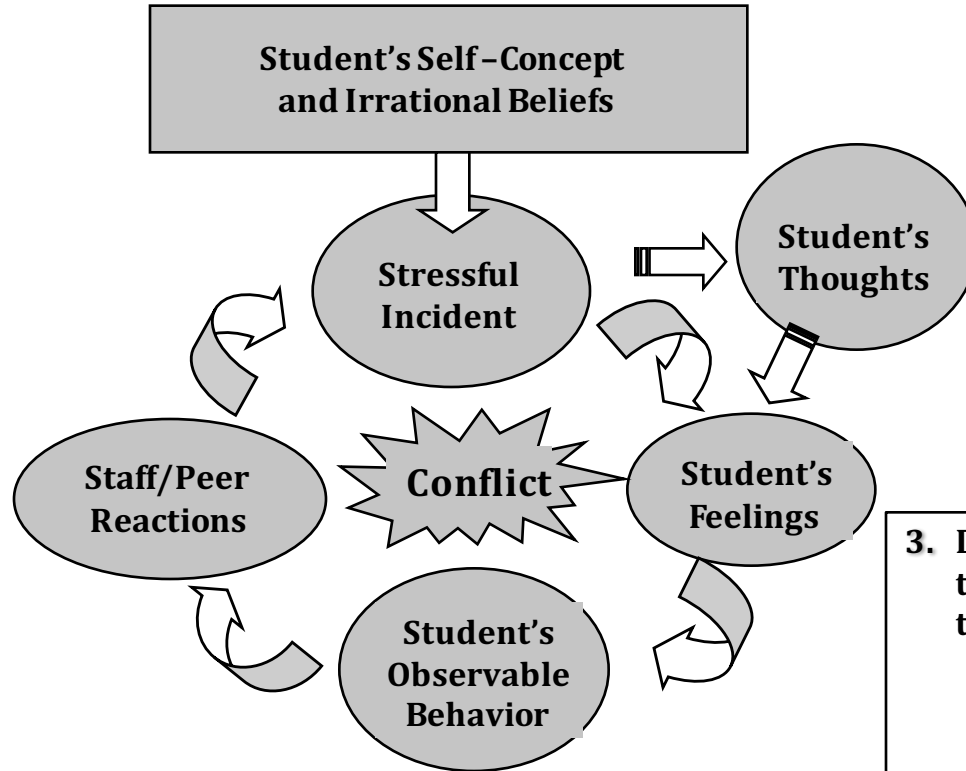 Student’s Self–Concept
and Irrational Beliefs
Stressful
Incident
Student’s
Thoughts
Staff/Peer
Reactions
Conflict
Student’s
Feelings
Student’s
Observable
Behavior
3.